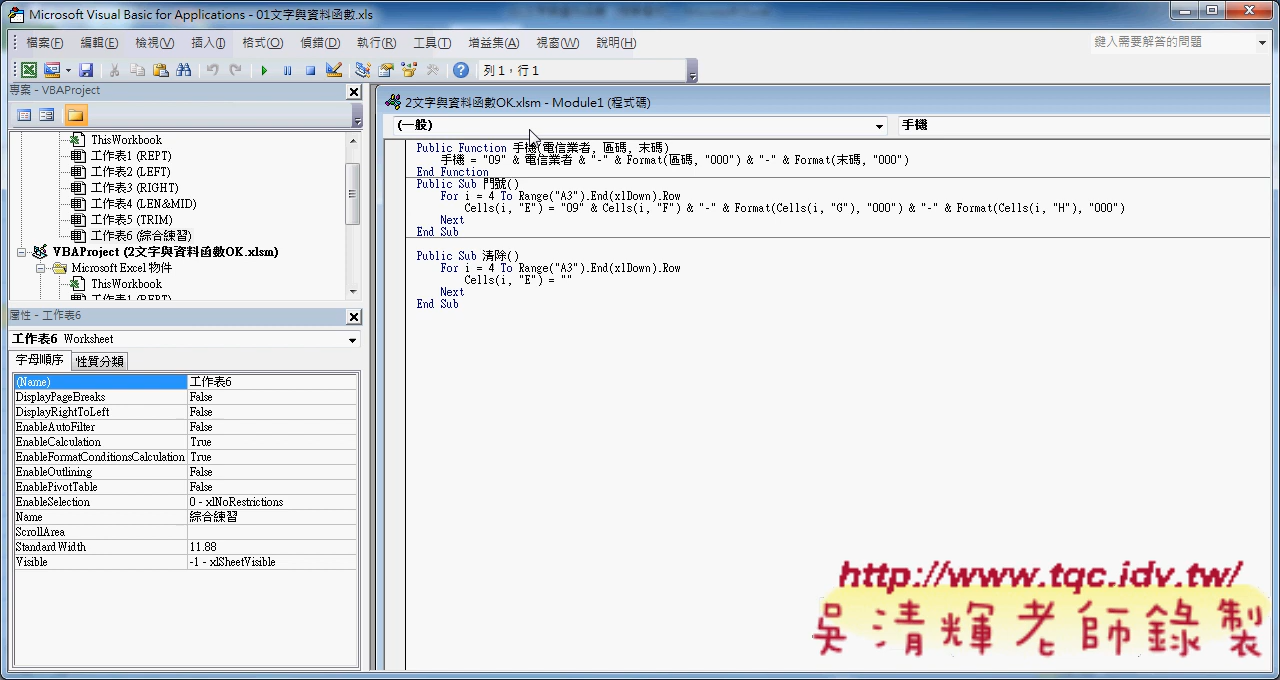 Microsoft Visual Basic for Applications - 01文字與資料函數.xls
檔案(F) 編輯(E) 檢視(V) 插入(I) 格式(O) 偵錯(D) 執行(R) 工具(T) 增益集(A) 視窗(W) 說明(H) 鍵入需要解答的問題
列 1，行 1
專案 - VBAProject
ThisWorkbook
工作表1 (REPT)
工作表2 (LEFT)
工作表3 (RIGHT)
工作表4 (LEN&MID)
工作表5 (TRIM)
工作表6 (綜合練習)
VBAProject (2文字與資料函數OK.xlsm)
Microsoft Excel 物件
ThisWorkbook
工作表1 (REPT)
屬性 - 工作表6
工作表6 Worksheet
字母順序 性質分類
(Name) 工作表6
DisplayPageBreaks False
DisplayRightToLeft False
EnableAutoFilter False
EnableCalculation True
EnableFormatConditionsCalculation True
EnableOutlining False
EnablePivotTable False
EnableSelection 0 - xlNoRestrictions
Name 綜合練習
ScrollArea
StandardWidth 11.88
Visible -1 - xlSheetVisible
2文字與資料函數OK.xlsm - Module1 (程式碼)
(一般) 手機
Public Function 手機(電信業者, 區碼, 末碼)
手機 = "09" & 電信業者 & "-" & Format(區碼, "000") & "-" & Format(末碼, "000")
End Function
Public Sub 門號()
For i = 4 To Range("A3").End(xlDown).Row
Cells(i, "E") = "09" & Cells(i, "F") & "-" & Format(Cells(i, "G"), "000") & "-" & Format(Cells(i, "H"), "000")
Next
End Sub
Public Sub 清除()
For i = 4 To Range("A3").End(xlDown).Row
Cells(i, "E") = ""
Next
End Sub
http://www.tqc.idv.tw/
吳清輝老師錄製